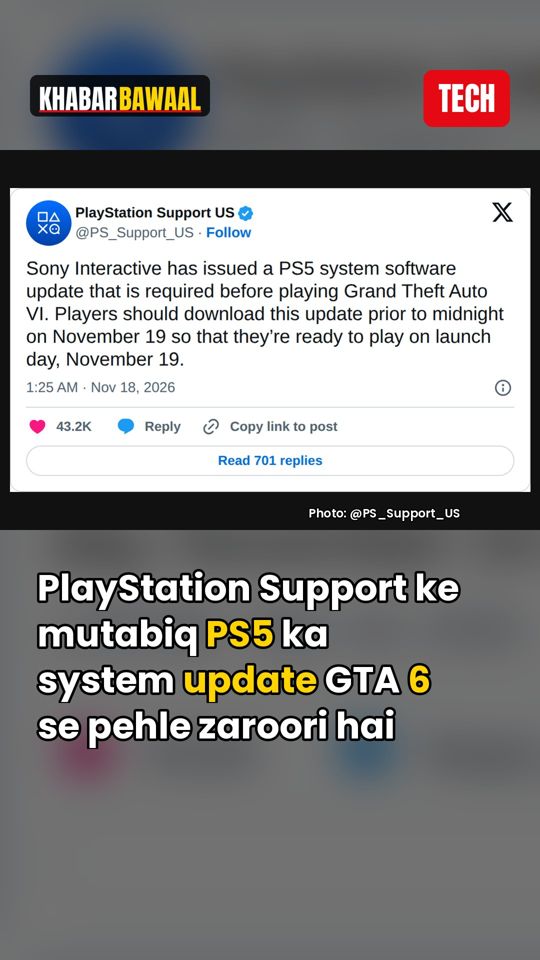 KHABARBAWAAL
TECH
PlayStation Support US
@PS_Support_US · Follow
Sony Interactive has issued a PS5 system software
update that is required before playing Grand Theft Auto
VI. Players should download this update prior to midnight
on November 19 so that they’re ready to play on launch
day, November 19.
1:25 AM · Nov 18, 2026
43.2K Reply Copy link to post
Read 701 replies
Photo: @PS_Support_US
PlayStation Support ke
mutabiq PS5 ka
system update GTA 6
se pehle zaroori hai